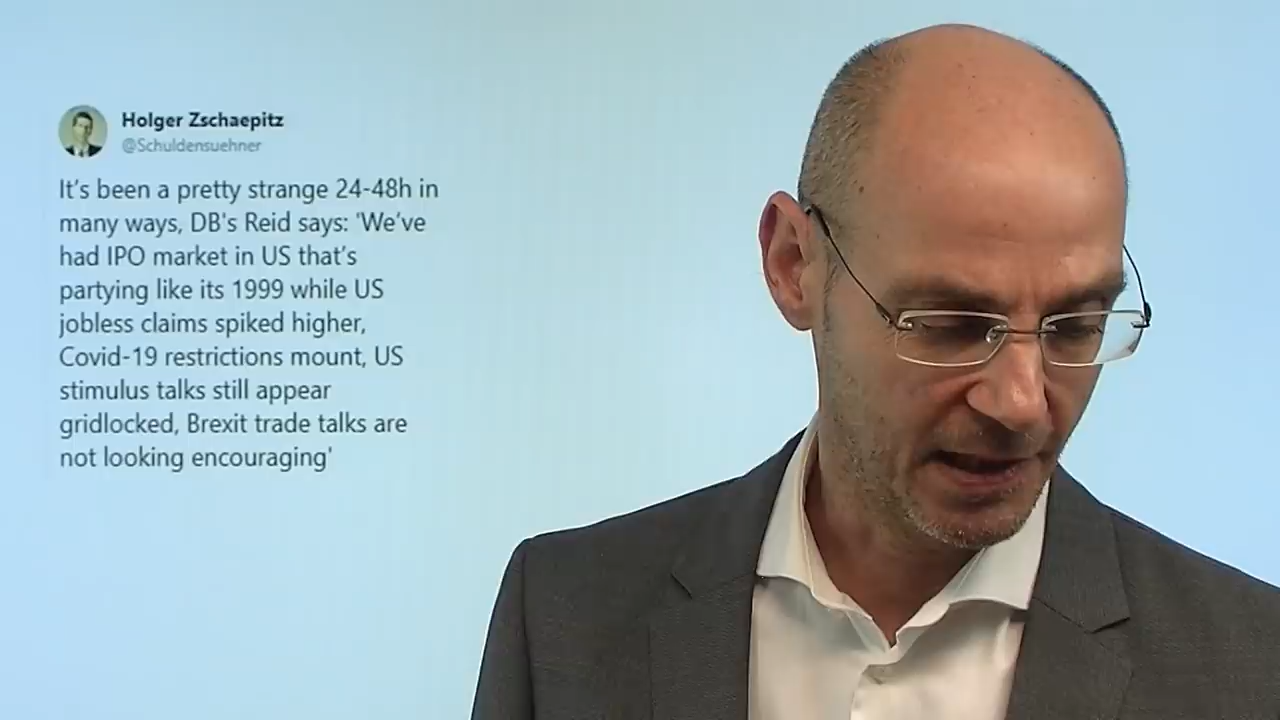 Holger Zschaepitz
@Schuldensuehner
It’s been a pretty strange 24-48h in
many ways, DB's Reid says: 'We’ve
had IPO market in US that’s
partying like its 1999 while US
jobless claims spiked higher,
Covid-19 restrictions mount, US
stimulus talks still appear
gridlocked, Brexit trade talks are
not looking encouraging'